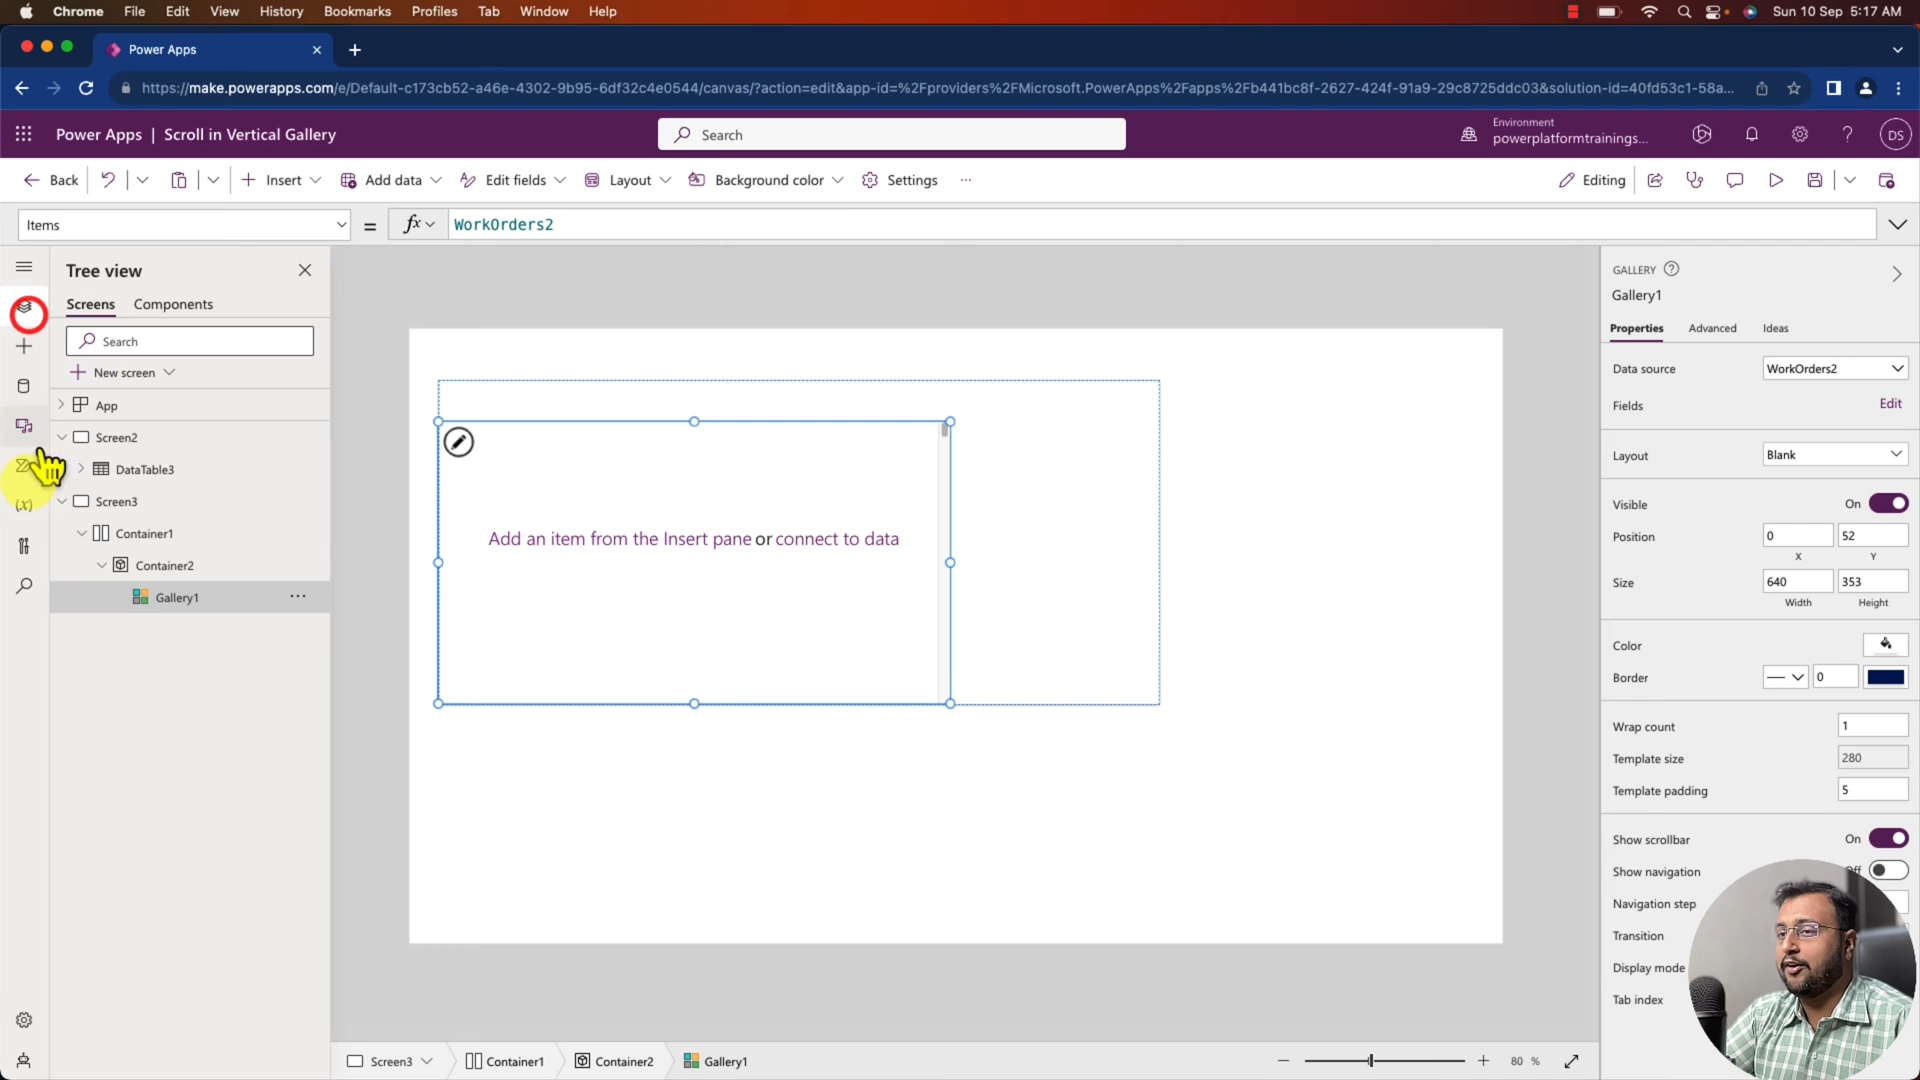 Chrome File Edit View History Bookmarks Profiles Tab Window Help Sun 10 Sep 5:17 AM
Power Apps
https://make.powerapps.com/e/Default-c173cb52-a46e-4302-9b95-6df32c4e0544/canvas/?action=edit&app-id=%2Fproviders%2FMicrosoft.PowerApps%2Fapps%2Fb441bc8f-2627-424f-91a9-29c8725ddc03&solution-id=40fd53c1-58a...
Power Apps | Scroll in Vertical Gallery Search Environment
powerplatformtrainings... DS
Back Insert Add data Edit fields Layout Background color Settings ... Editing
Items = fx WorkOrders2
Tree view
Screens Components
Search
New screen
App
Screen2
DataTable3
Screen3
Container1
Container2
Gallery1 ...
Add an item from the Insert pane or connect to data
GALLERY
Gallery1
Properties Advanced Ideas
Data source WorkOrders2
Fields Edit
Layout Blank
Visible On
Position 0 52
X Y
Size 640 353
Width Height
Color
Border 0
Wrap count 1
Template size 280
Template padding 5
Show scrollbar On
Show navigation Off
Navigation step
Transition
Display mode
Tab index
Screen3 Container1 Container2 Gallery1 80 %